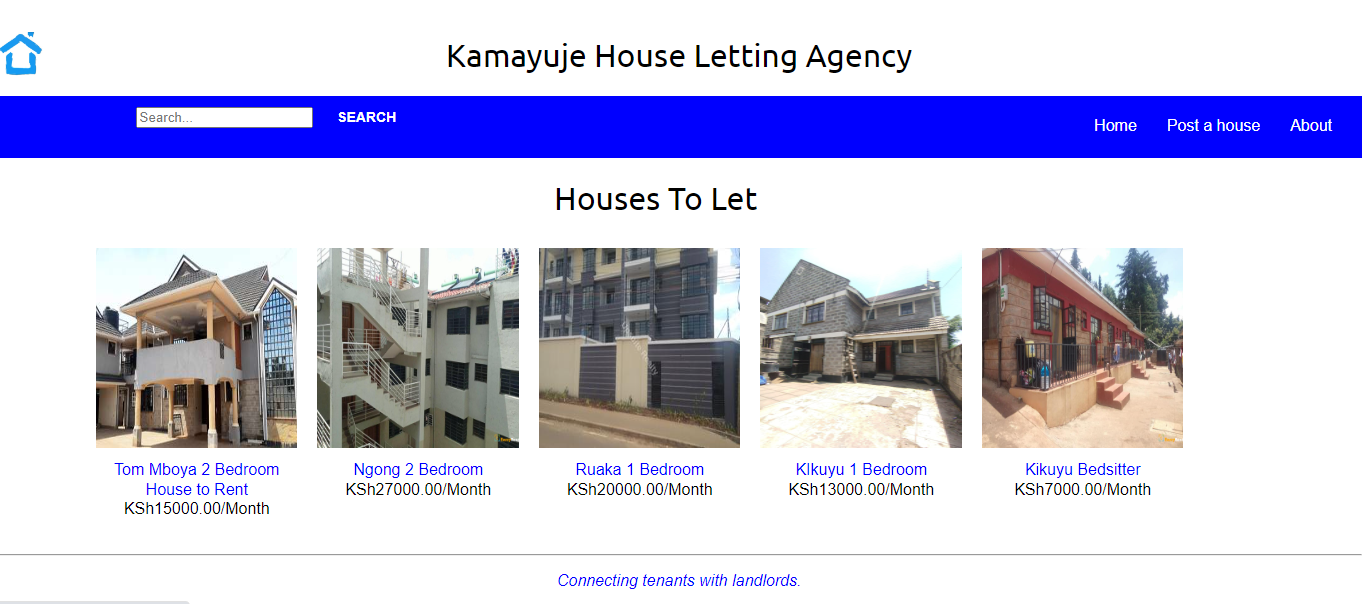 Kamayuje House Letting Agency
Search...
SEARCH
Home
Post a house
About
Houses To Let
Tom Mboya 2 Bedroom
House to Rent
KSh15000.00/Month
Ngong 2 Bedroom
KSh27000.00/Month
Ruaka 1 Bedroom
KSh20000.00/Month
KIkuyu 1 Bedroom
KSh13000.00/Month
Kikuyu Bedsitter
KSh7000.00/Month
Connecting tenants with landlords.